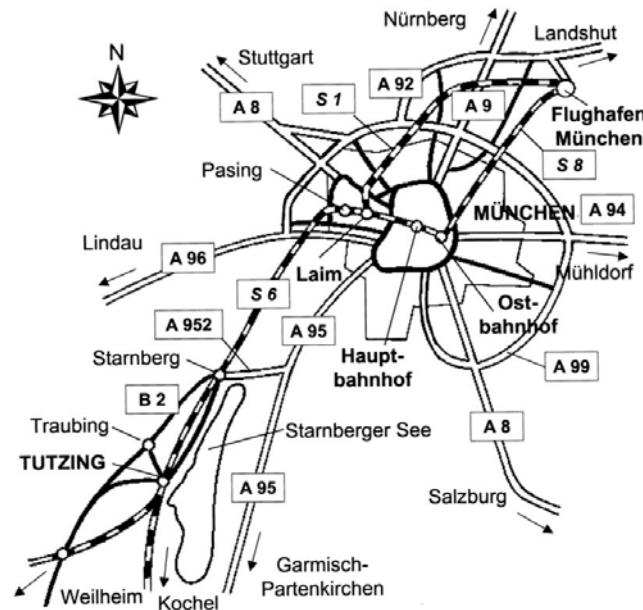 Nürnberg
N
Landshut
Stuttgart
A 92
S 1
A 9
A 8
Flughafen
München
S 8
Pasing
MÜNCHEN
A 94
Lindau
A 96
Laim
Mühldorf
S 6
Ost-
bahnhof
A 952
A 95
Haupt-
bahnhof
Starnberg
A 99
B 2
Traubing
Starnberger See
A 8
TUTZING
A 95
Salzburg
Garmisch-
Partenkirchen
Weilheim
Kochel